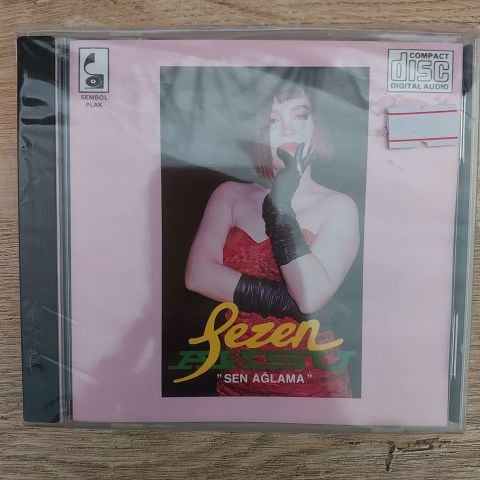 SEMBOL
PLAK
COMPACT
disc
DIGITAL AUDIO
Sezen
AKSU
"SEN AĞLAMA"